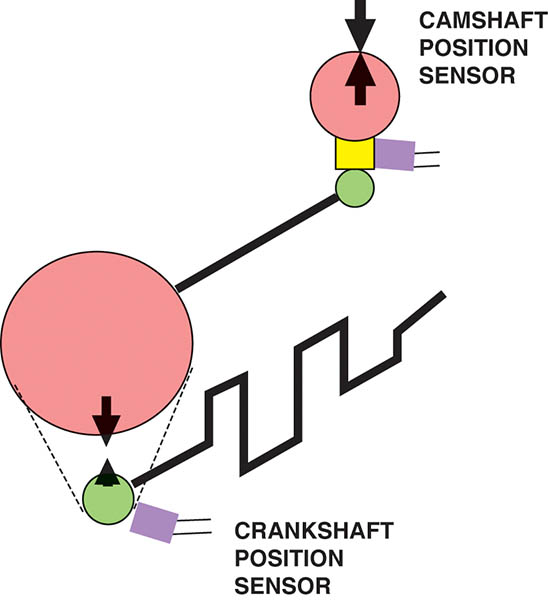 CAMSHAFT
POSITION
SENSOR
CRANKSHAFT
POSITION
SENSOR